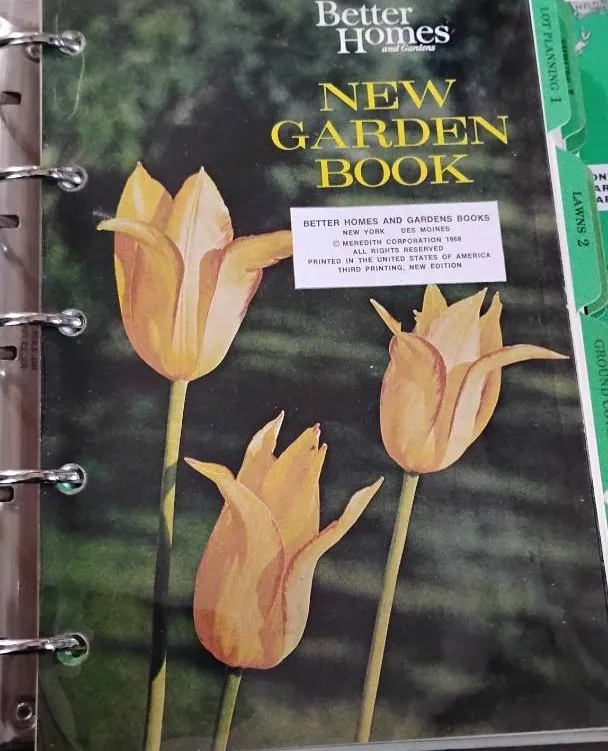 Better
Homes
and Gardens
NEW
GARDEN
BOOK
BETTER HOMES AND GARDENS BOOKS
NEW YORK DES MOINES
© MEREDITH CORPORATION 1968
ALL RIGHTS RESERVED
PRINTED IN THE UNITED STATES OF AMERICA
THIRD PRINTING, NEW EDITION
LOT PLANNING 1
LAWNS 2